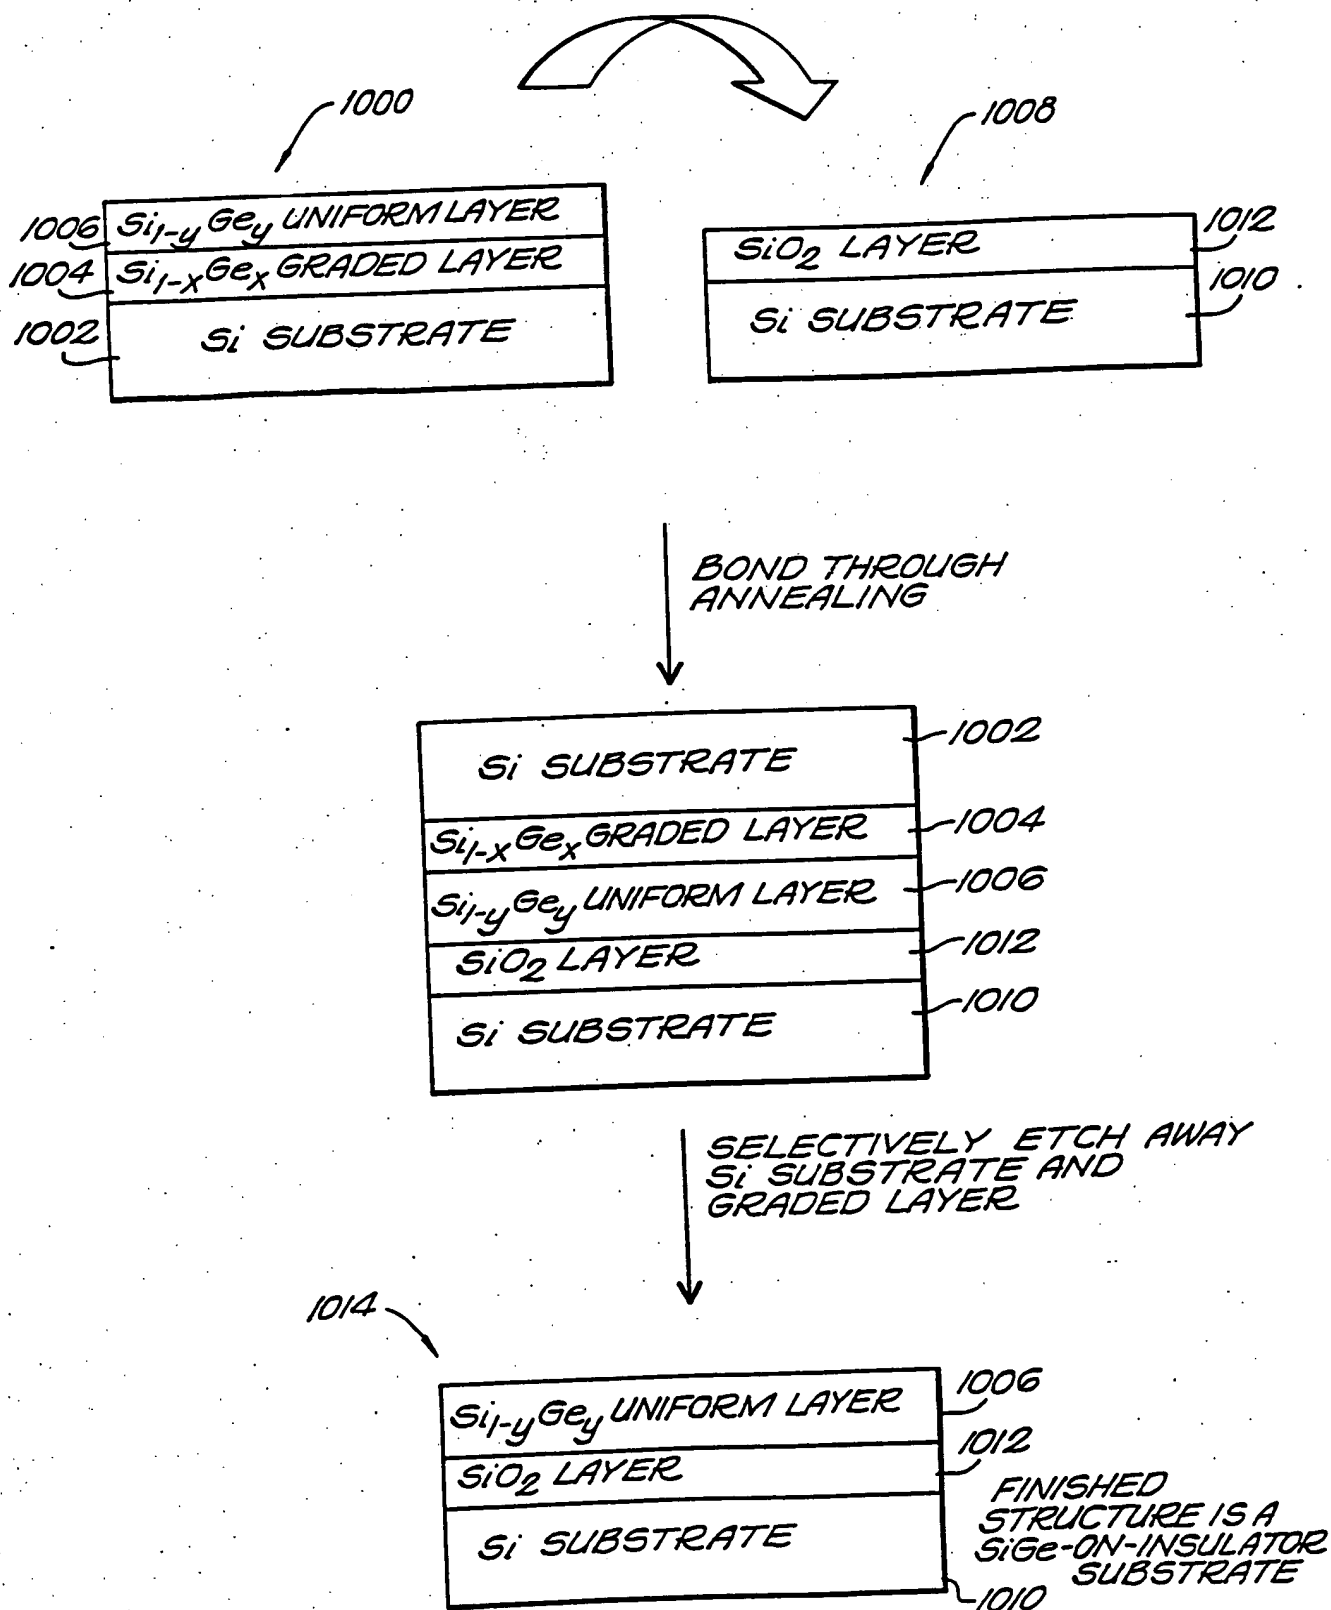 1000
1008
1006 Si1-yGey UNIFORM LAYER
1004 Si1-xGex GRADED LAYER
1002 Si SUBSTRATE
SiO2 LAYER 1012
Si SUBSTRATE 1010
BOND THROUGH
ANNEALING
Si SUBSTRATE 1002
Si1-xGex GRADED LAYER 1004
Si1-yGey UNIFORM LAYER 1006
SiO2 LAYER 1012
Si SUBSTRATE 1010
SELECTIVELY ETCH AWAY
Si SUBSTRATE AND
GRADED LAYER
1014
Si1-yGey UNIFORM LAYER 1006
SiO2 LAYER 1012
Si SUBSTRATE 1010
FINISHED
STRUCTURE IS A
SiGe-ON-INSULATOR
SUBSTRATE